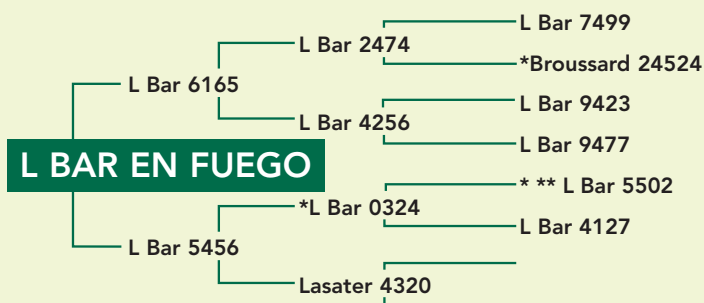 L Bar 7499
L Bar 2474
*Broussard 24524
L Bar 6165
L Bar 9423
L Bar 4256
L Bar 9477
L BAR EN FUEGO
* ** L Bar 5502
*L Bar 0324
L Bar 4127
L Bar 5456
Lasater 4320